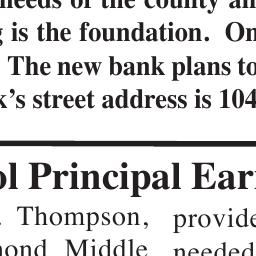 needs of the county an
g is the foundation. On
The new bank plans to
k's street address is 104
ol Principal Ear
. Thompson,
mond Middle
provide
needed